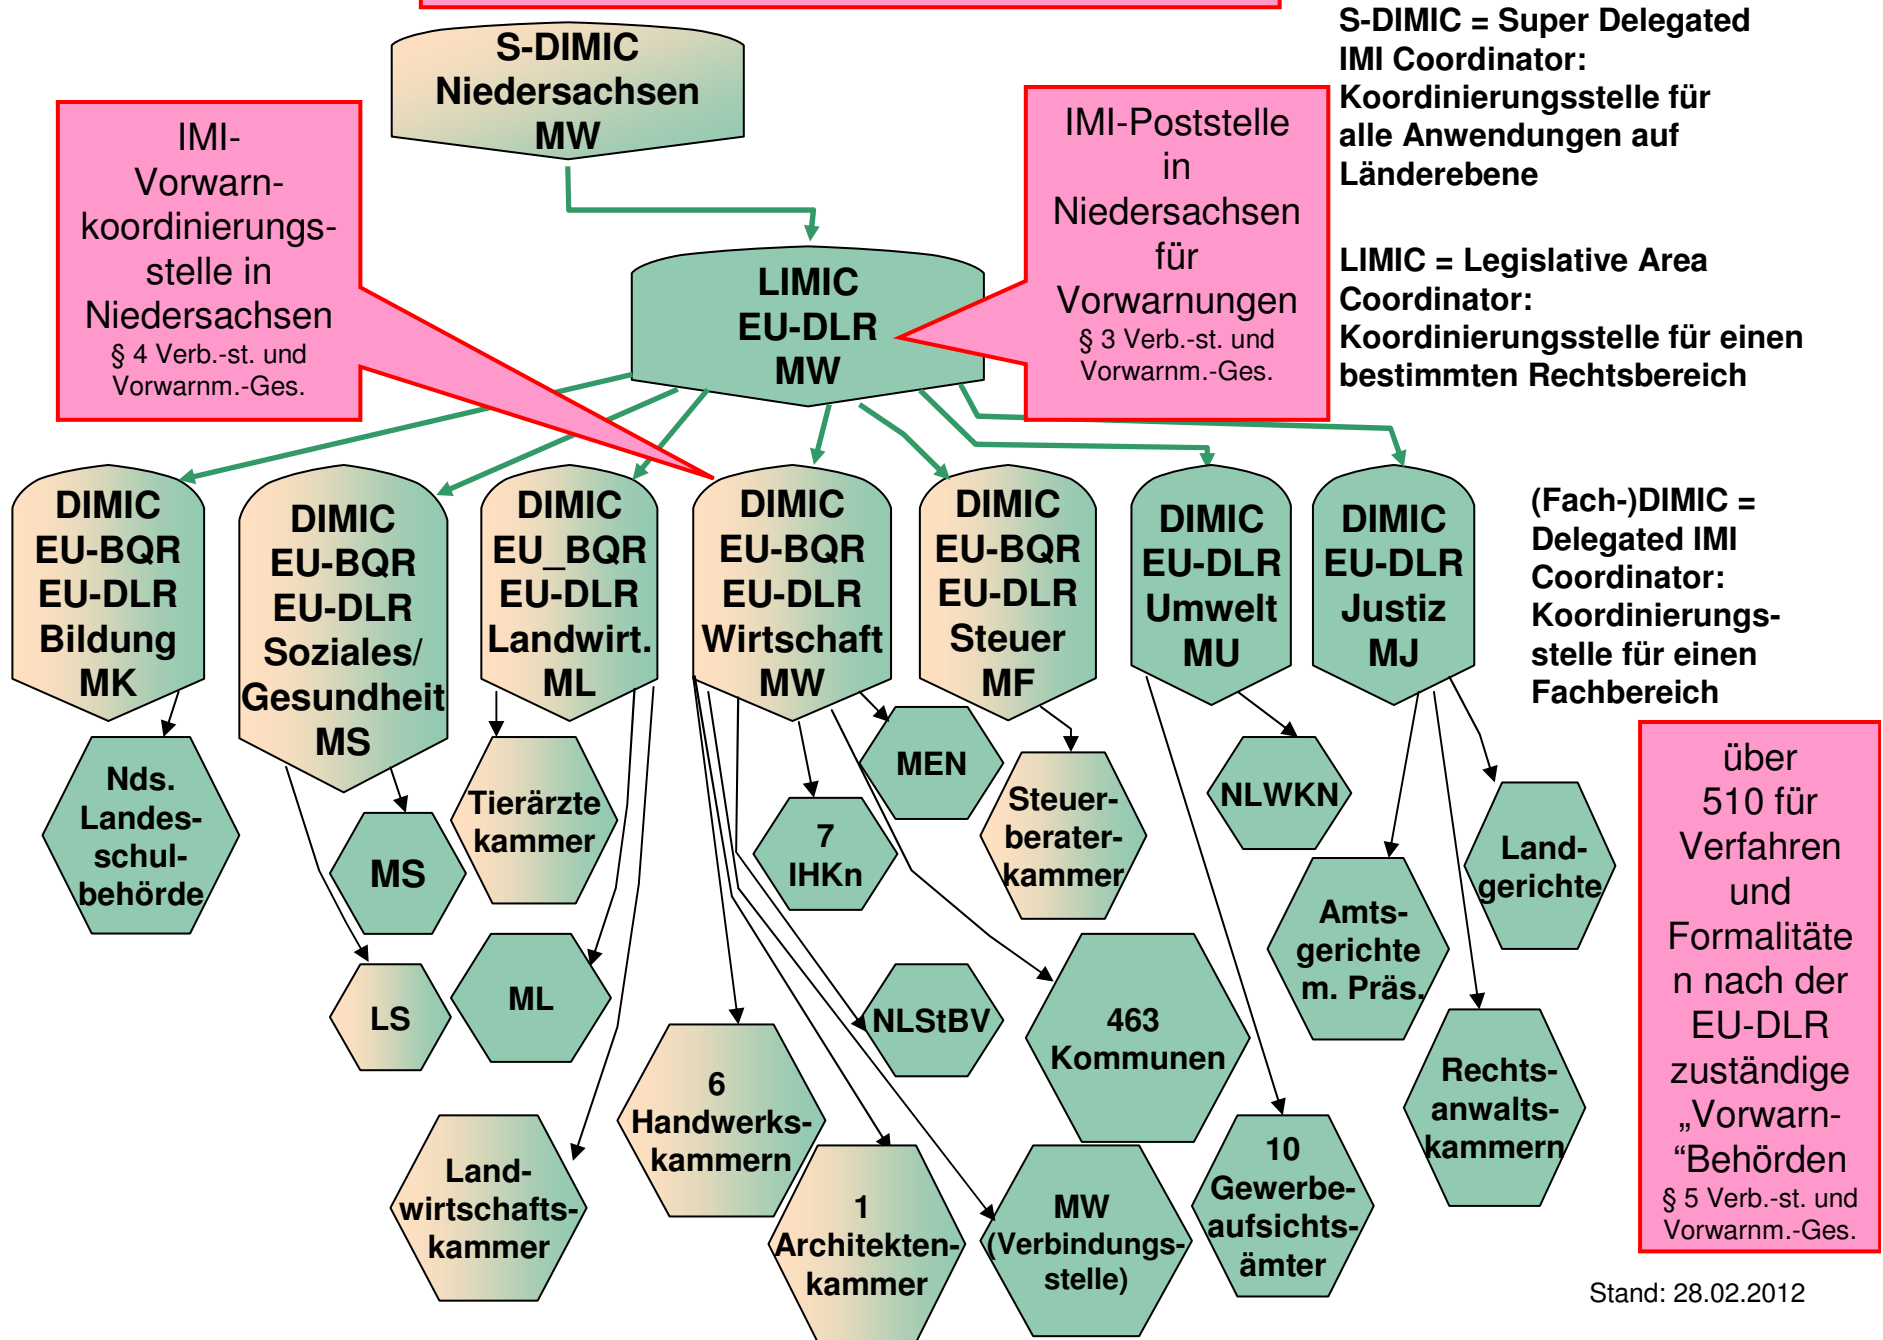 S-DIMIC
Niedersachsen
MW
S-DIMIC = Super Delegated
IMI Coordinator:
Koordinierungsstelle für
alle Anwendungen auf
Länderebene
IMI-
Vorwarn-
koordinierungs-
stelle in
Niedersachsen
§ 4 Verb.-st. und
Vorwarnm.-Ges.
IMI-Poststelle
in
Niedersachsen
für
Vorwarnungen
§ 3 Verb.-st. und
Vorwarnm.-Ges.
LIMIC
EU-DLR
MW
LIMIC = Legislative Area
Coordinator:
Koordinierungsstelle für einen
bestimmten Rechtsbereich
DIMIC
EU-BQR
EU-DLR
Bildung
MK
DIMIC
EU-BQR
EU-DLR
Soziales/
Gesundheit
MS
DIMIC
EU_BQR
EU-DLR
Landwirt.
ML
DIMIC
EU-BQR
EU-DLR
Wirtschaft
MW
DIMIC
EU-BQR
EU-DLR
Steuer
MF
DIMIC
EU-DLR
Umwelt
MU
DIMIC
EU-DLR
Justiz
MJ
(Fach-)DIMIC =
Delegated IMI
Coordinator:
Koordinierungs-
stelle für einen
Fachbereich
Nds.
Landes-
schul-
behörde
MS
LS
Tierärzte
kammer
ML
Land-
wirtschafts-
kammer
6
Handwerks-
kammern
1
Architekten-
kammer
7
IHKn
MEN
NLStBV
MW
(Verbindungs-
stelle)
463
Kommunen
Steuer-
berater-
kammer
NLWKN
10
Gewerbe-
aufsichts-
ämter
Amts-
gerichte
m. Präs.
Rechts-
anwalts-
kammern
Land-
gerichte
über
510 für
Verfahren
und
Formalitäte
n nach der
EU-DLR
zuständige
„Vorwarn-
“Behörden
§ 5 Verb.-st. und
Vorwarnm.-Ges.
Stand: 28.02.2012